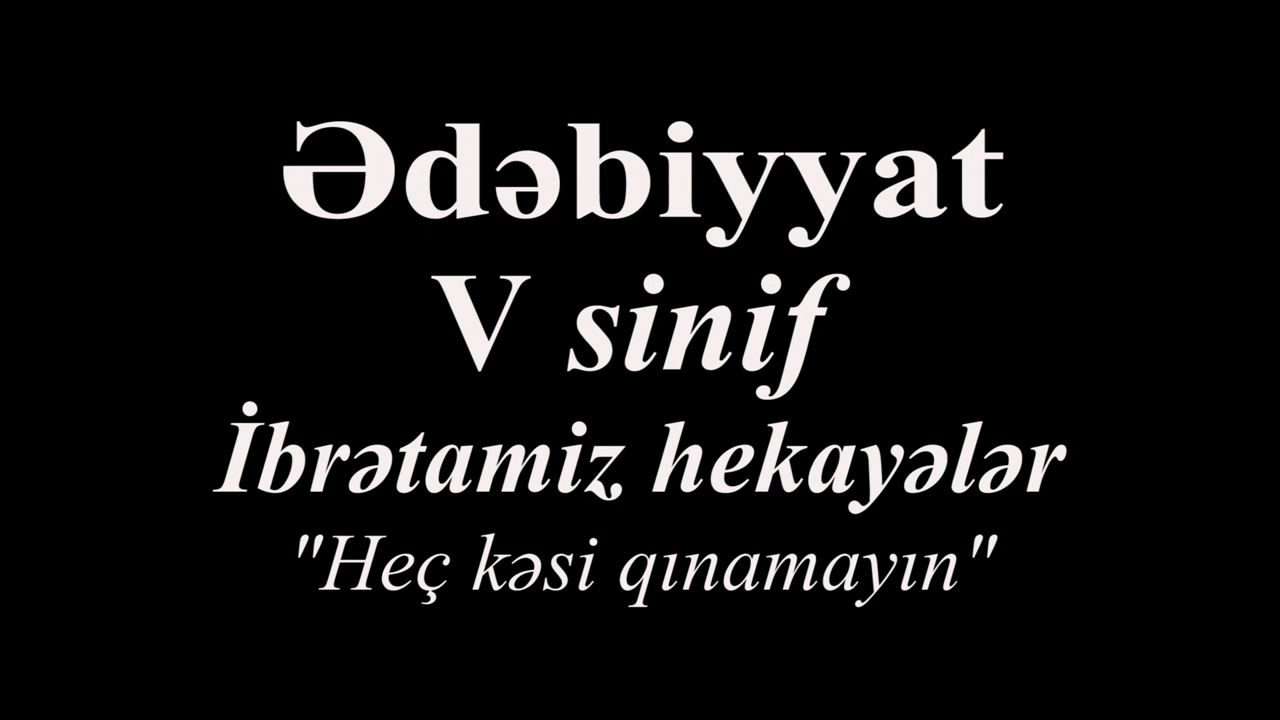 Ədəbiyyat
V sinif
İbrətamiz hekayələr
"Heç kəsi qınamayın"